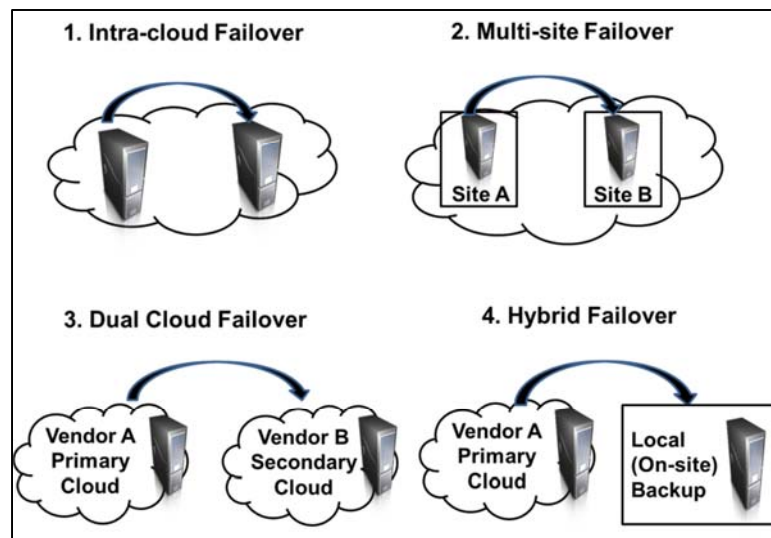 1. Intra-cloud Failover
2. Multi-site Failover
Site A
Site B
3. Dual Cloud Failover
4. Hybrid Failover
Vendor A
Primary
Cloud
Vendor B
Secondary
Cloud
Vendor A
Primary
Cloud
Local
(On-site)
Backup